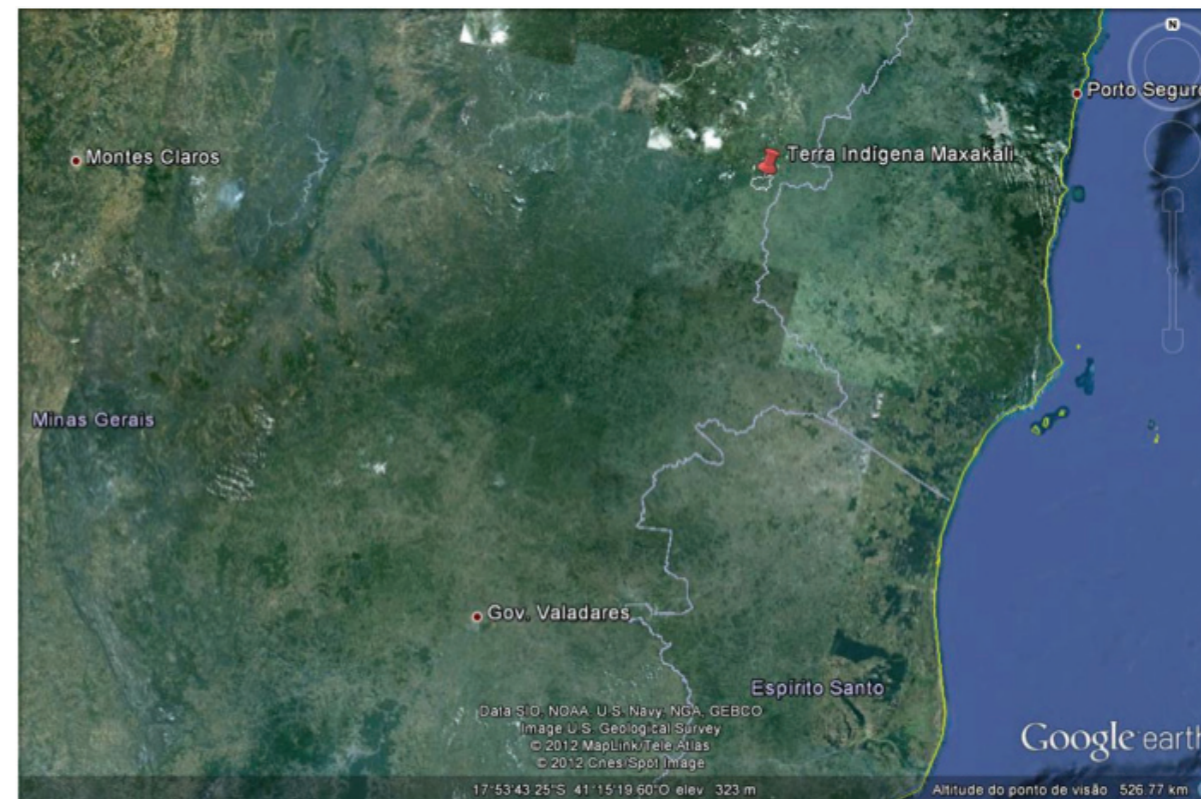 N
Porto Seguro
Montes Claros
Terra Indígena Maxakali
Minas Gerais
Gov. Valadares
Espírito Santo
Data SIO, NOAA, U.S. Navy, NGA, GEBCO
Image U.S. Geological Survey
© 2012 MapLink/Tele Atlas
© 2012 Cnes/Spot Image
Google earth
17°53'43.25"S 41°15'19.60"O elev 323 m
Altitude do ponto de visão 526.77 km